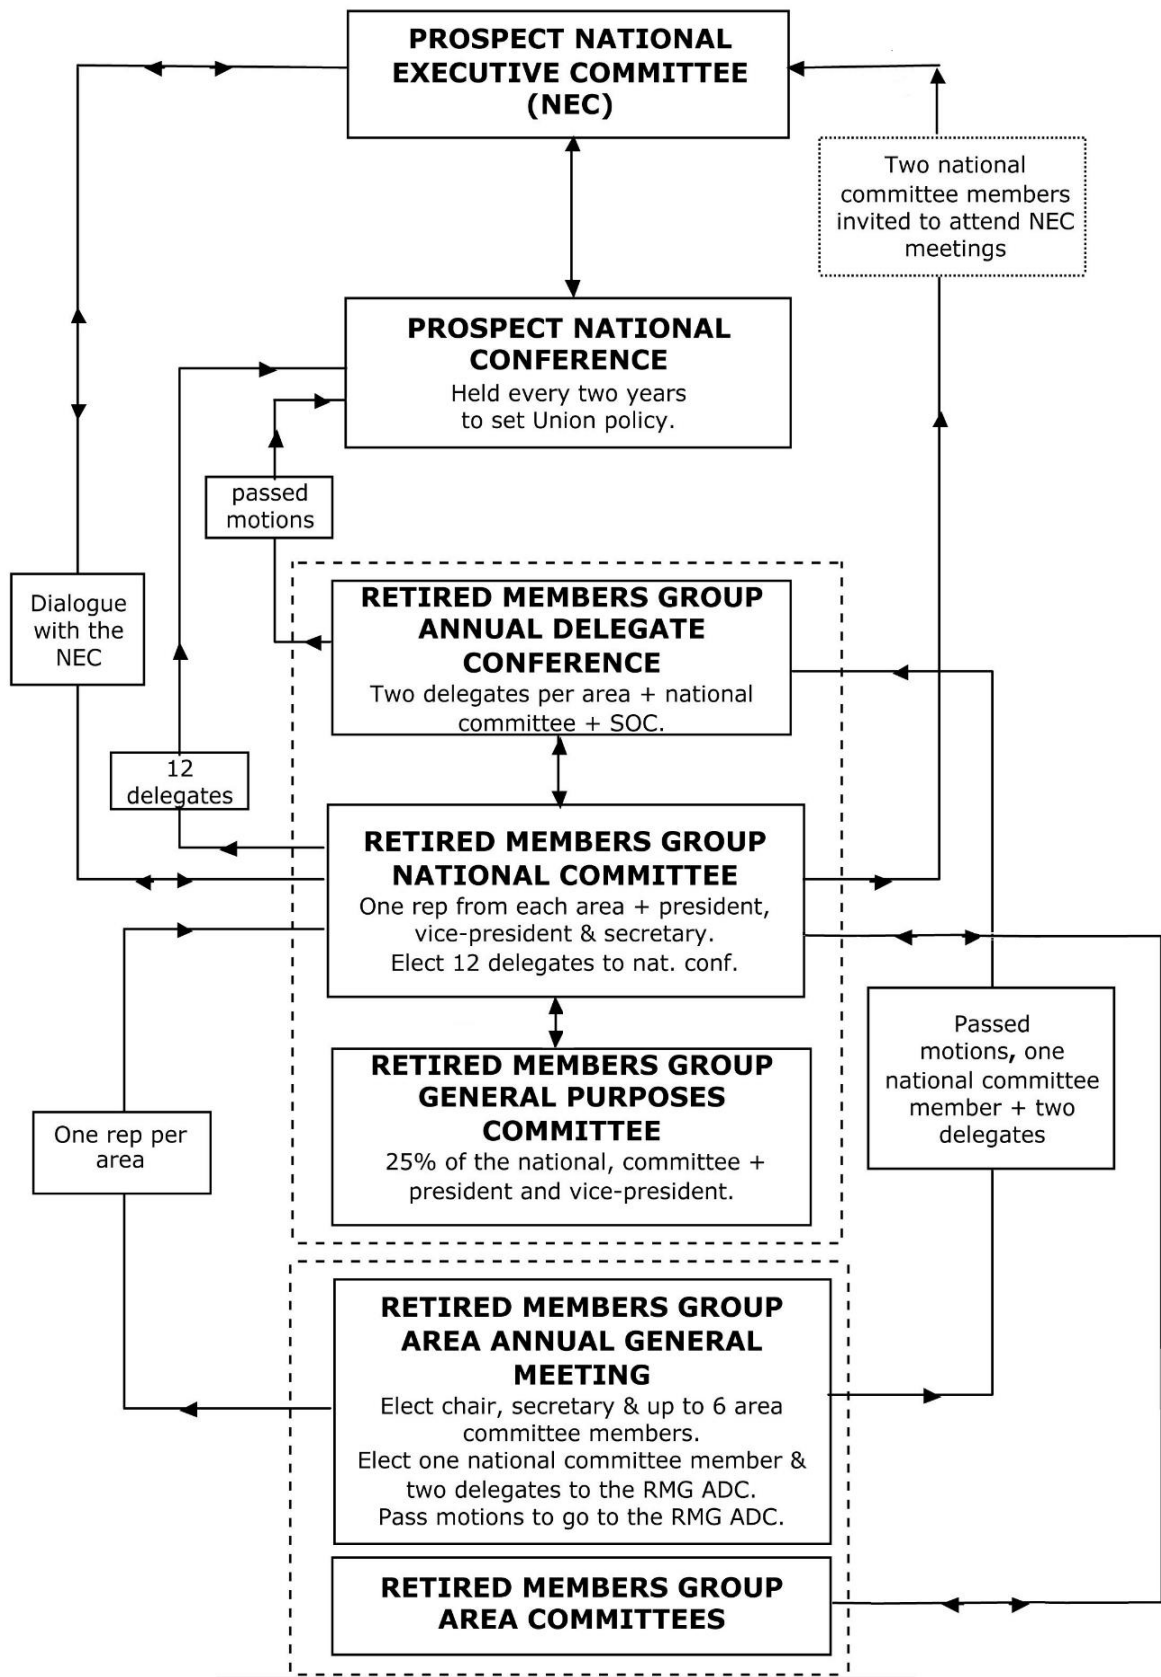 PROSPECT NATIONAL
EXECUTIVE COMMITTEE
(NEC)
Two national
committee members
invited to attend NEC
meetings
PROSPECT NATIONAL
CONFERENCE
Held every two years
to set Union policy.
passed
motions
Dialogue
with the
NEC
RETIRED MEMBERS GROUP
ANNUAL DELEGATE
CONFERENCE
Two delegates per area + national
committee + SOC.
12
delegates
RETIRED MEMBERS GROUP
NATIONAL COMMITTEE
One rep from each area + president,
vice-president & secretary.
Elect 12 delegates to nat. conf.
Passed
motions, one
national committee
member + two
delegates
RETIRED MEMBERS GROUP
GENERAL PURPOSES
COMMITTEE
25% of the national, committee +
president and vice-president.
One rep per
area
RETIRED MEMBERS GROUP
AREA ANNUAL GENERAL
MEETING
Elect chair, secretary & up to 6 area
committee members.
Elect one national committee member &
two delegates to the RMG ADC.
Pass motions to go to the RMG ADC.
RETIRED MEMBERS GROUP
AREA COMMITTEES